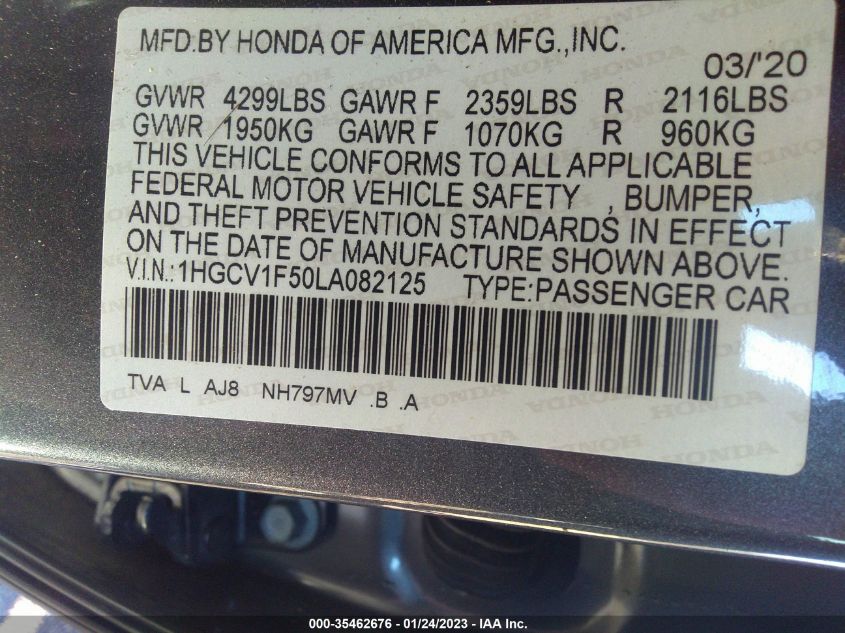 MFD.BY HONDA OF AMERICA MFG.,INC.
03/'20
GVWR 4299LBS GAWR F 2359LBS R 2116LBS
GVWR 1950KG GAWR F 1070KG R 960KG
THIS VEHICLE CONFORMS TO ALL APPLICABLE
FEDERAL MOTOR VEHICLE SAFETY , BUMPER,
AND THEFT PREVENTION STANDARDS IN EFFECT
ON THE DATE OF MANUFACTURE SHOWN ABOVE.
V.I.N.:1HGCV1F50LA082125 TYPE:PASSENGER CAR
TVA L AJ8 NH797MV .B .A
000-35462676 - 01/24/2023 - IAA Inc.